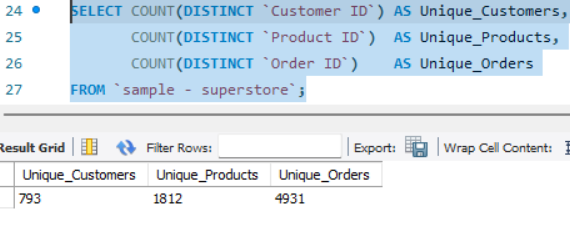 24 SELECT COUNT(DISTINCT `Customer ID`) AS Unique_Customers,
25 COUNT(DISTINCT `Product ID`) AS Unique_Products,
26 COUNT(DISTINCT `Order ID`) AS Unique_Orders
27 FROM `sample - superstore`;
Result Grid Filter Rows: Export: Wrap Cell Content:
Unique_Customers Unique_Products Unique_Orders
793 1812 4931